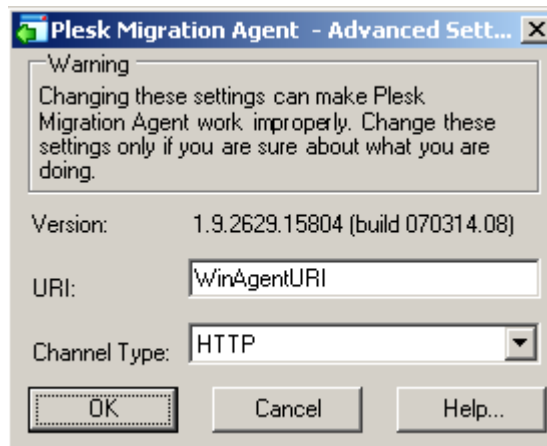 Plesk Migration Agent - Advanced Sett...
Warning
Changing these settings can make Plesk
Migration Agent work improperly. Change these
settings only if you are sure about what you are
doing.
Version: 1.9.2629.15804 (build 070314.08)
URI: WinAgentURI
Channel Type: HTTP
OK Cancel Help...